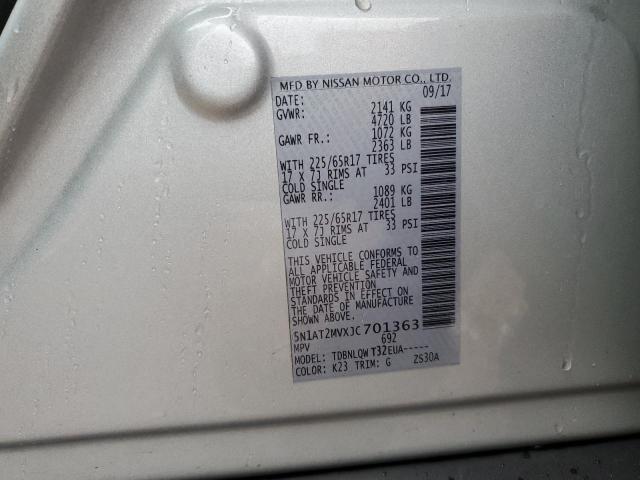 MFD BY NISSAN MOTOR CO., LTD.
DATE: 09/17
GVWR: 2141 KG
4720 LB
GAWR FR.: 1072 KG
2363 LB
WITH 225/65R17 TIRES
17 X 7J RIMS AT 33 PSI
COLD SINGLE
GAWR RR.: 1089 KG
2401 LB
WITH 225/65R17 TIRES
17 X 7J RIMS AT 33 PSI
COLD SINGLE
THIS VEHICLE CONFORMS TO
ALL APPLICABLE FEDERAL
MOTOR VEHICLE SAFETY AND
THEFT PREVENTION
STANDARDS IN EFFECT ON
THE DATE OF MANUFACTURE
SHOWN ABOVE.
5N1AT2MVXJC701363
MPV 692
MODEL: TDBNLQW T32EUA-----
COLOR: K23 TRIM: G ZS30A